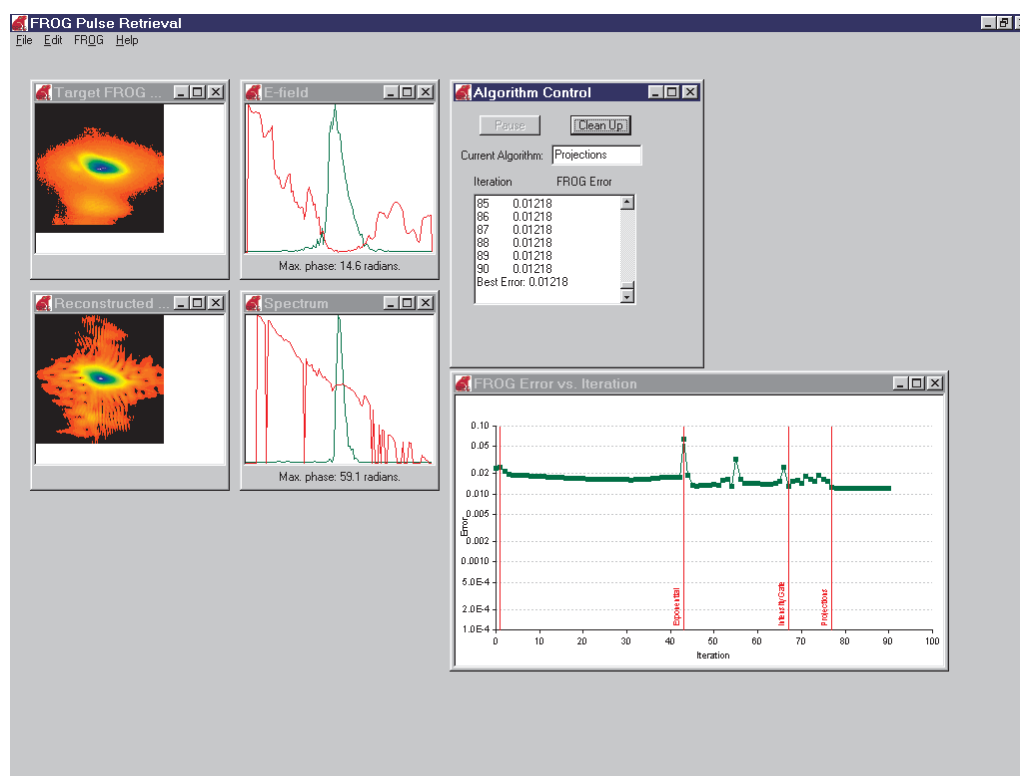 FROG Pulse Retrieval
File Edit FROG Help
Target FROG ...
E-field
Max. phase: 14.6 radians.
Reconstructed ...
Spectrum
Max. phase: 59.1 radians.
Algorithm Control
Pause Clean Up
Current Algorithm: Projections
Iteration FROG Error
85 0.01218
86 0.01218
87 0.01218
88 0.01218
89 0.01218
90 0.01218
Best Error: 0.01218
FROG Error vs. Iteration
0.10
0.05
0.02
0.010
0.005
0.002
0.0010
5.0E-4
2.0E-4
1.0E-4
Error
Exponential
Intensity/Gate
Projections
0 10 20 30 40 50 60 70 80 90 100
Iteration